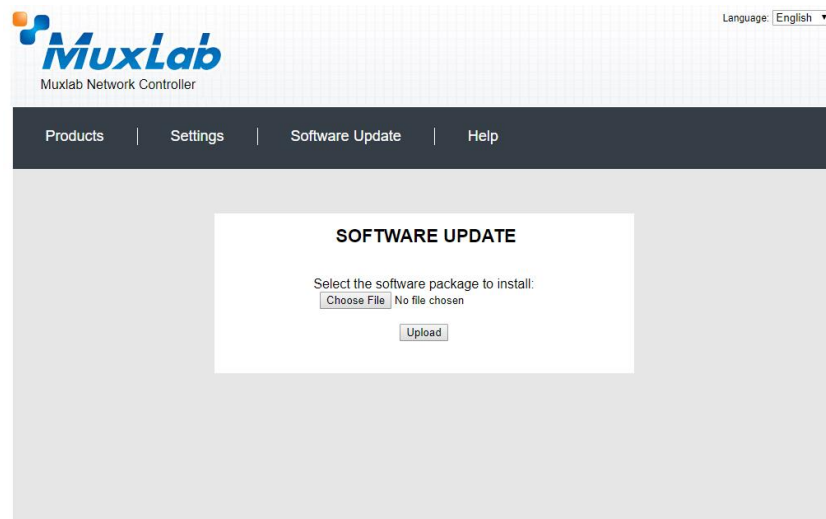 Language: English
MuxLab
Muxlab Network Controller
Products | Settings | Software Update | Help
SOFTWARE UPDATE
Select the software package to install:
Choose File No file chosen
Upload